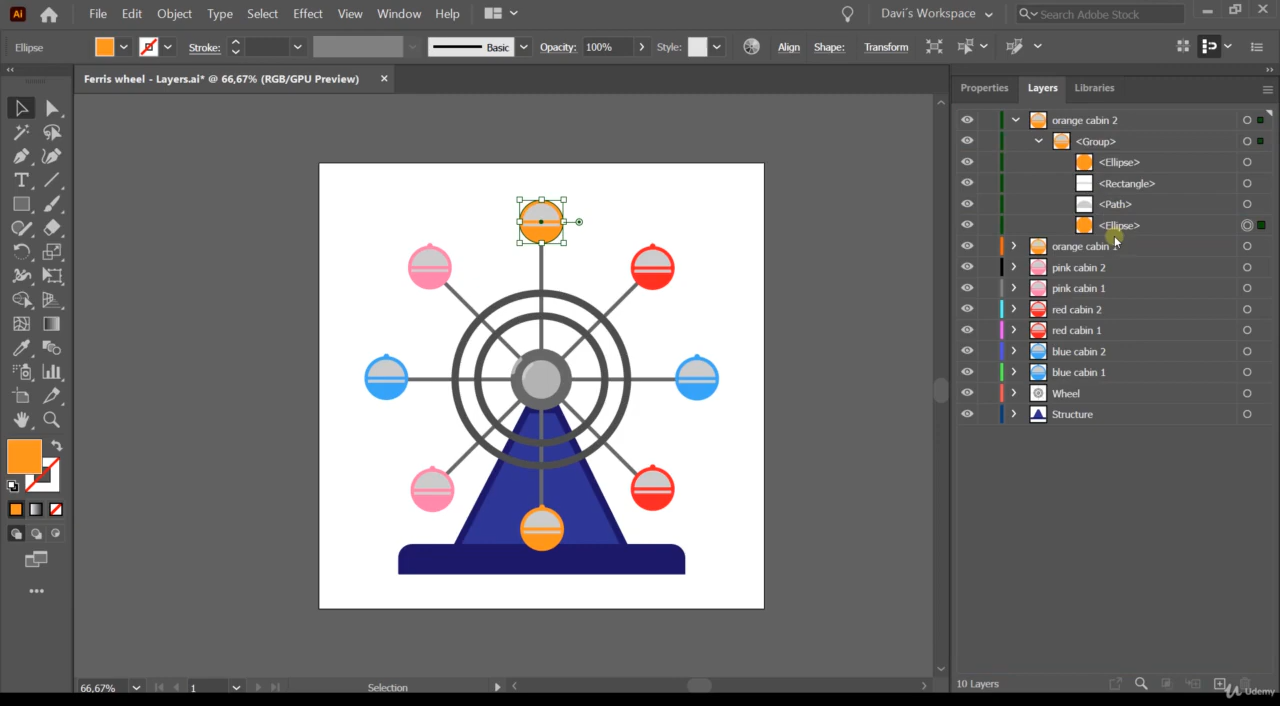 Ai File Edit Object Type Select Effect View Window Help Davi's Workspace Search Adobe Stock
Ellipse Stroke: Basic Opacity: 100% Style: Align Shape: Transform
Ferris wheel - Layers.ai* @ 66,67% (RGB/GPU Preview)
Properties Layers Libraries
orange cabin 2
<Group>
<Ellipse>
<Rectangle>
<Path>
<Ellipse>
orange cabin
pink cabin 2
pink cabin 1
red cabin 2
red cabin 1
blue cabin 2
blue cabin 1
Wheel
Structure
66,67% 1 Selection 10 Layers
Udemy